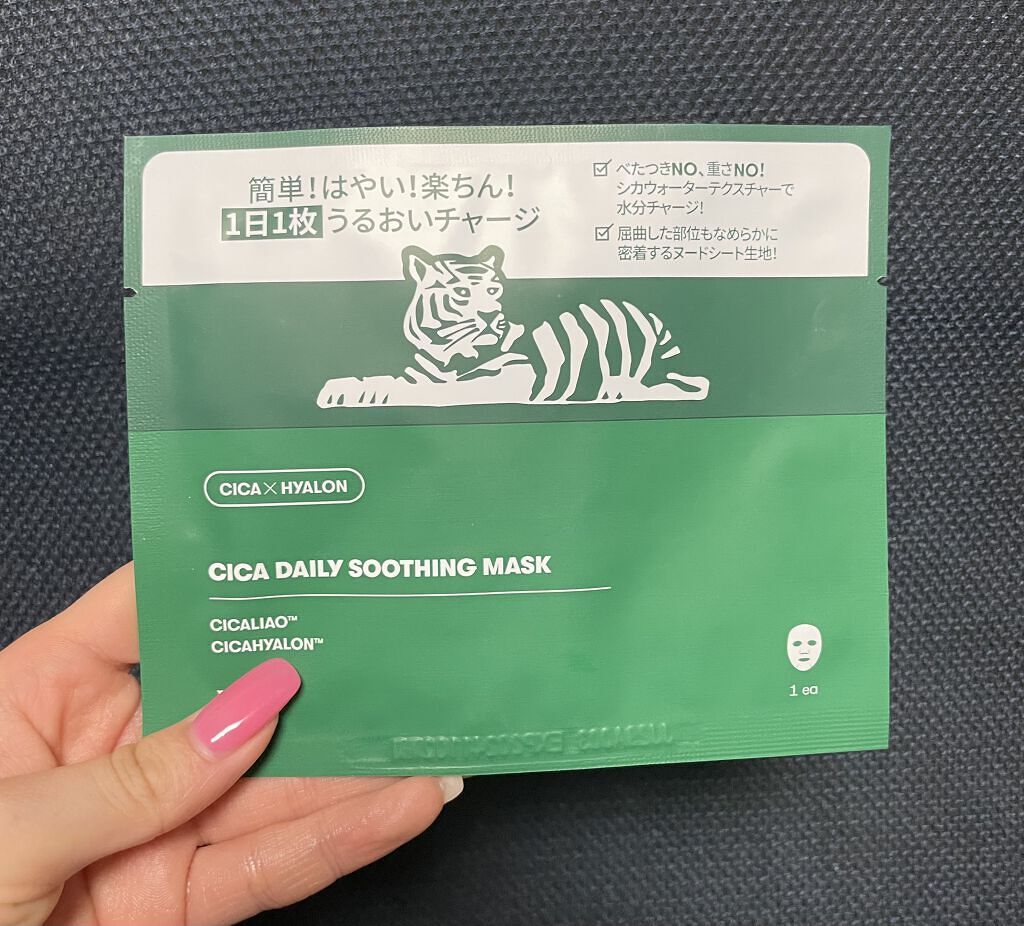 簡単!はやい!楽ちん!
1日1枚うるおいチャージ
べたつきNO、重さNO!
シカウォーターテクスチャーで
水分チャージ!
屈曲した部位もなめらかに
密着するヌードシート生地!
CICA×HYALON
CICA DAILY SOOTHING MASK
CICALIAO™
CICAHYALON™
1 ea